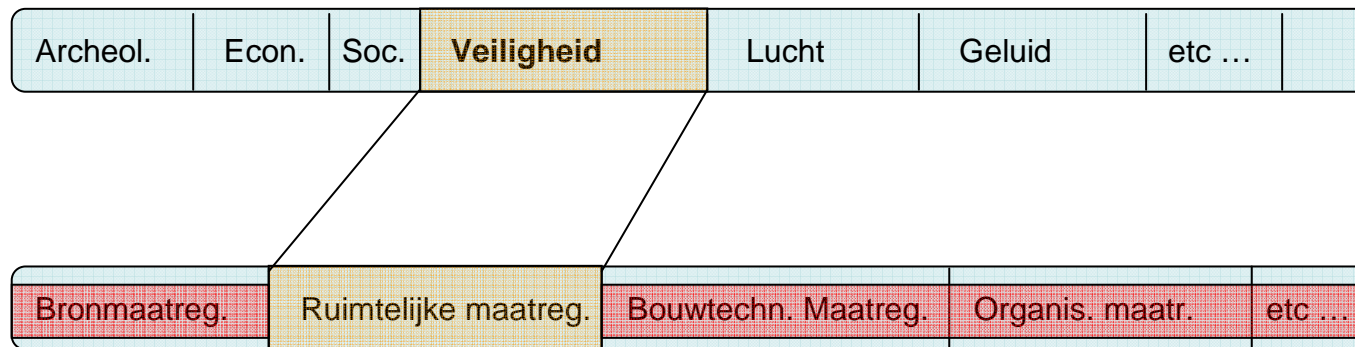 Archeol. Econ. Soc. Veiligheid Lucht Geluid etc …
Bronmaatreg. Ruimtelijke maatreg. Bouwtechn. Maatreg. Organis. maatr. etc …